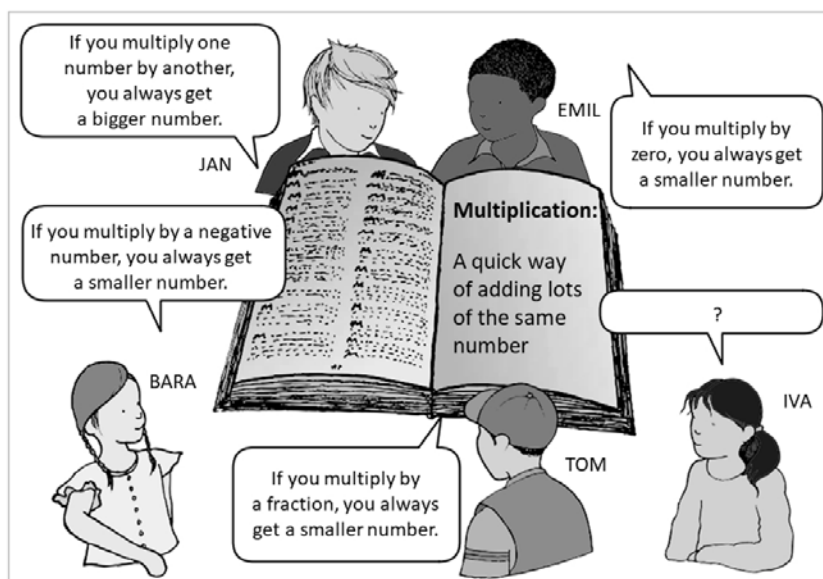 If you multiply one
number by another,
you always get
a bigger number.
JAN
EMIL
If you multiply by
zero, you always get
a smaller number.
If you multiply by a negative
number, you always get
a smaller number.
Multiplication:
A quick way
of adding lots
of the same
number
?
BARA
IVA
If you multiply by
a fraction, you always
get a smaller number.
TOM